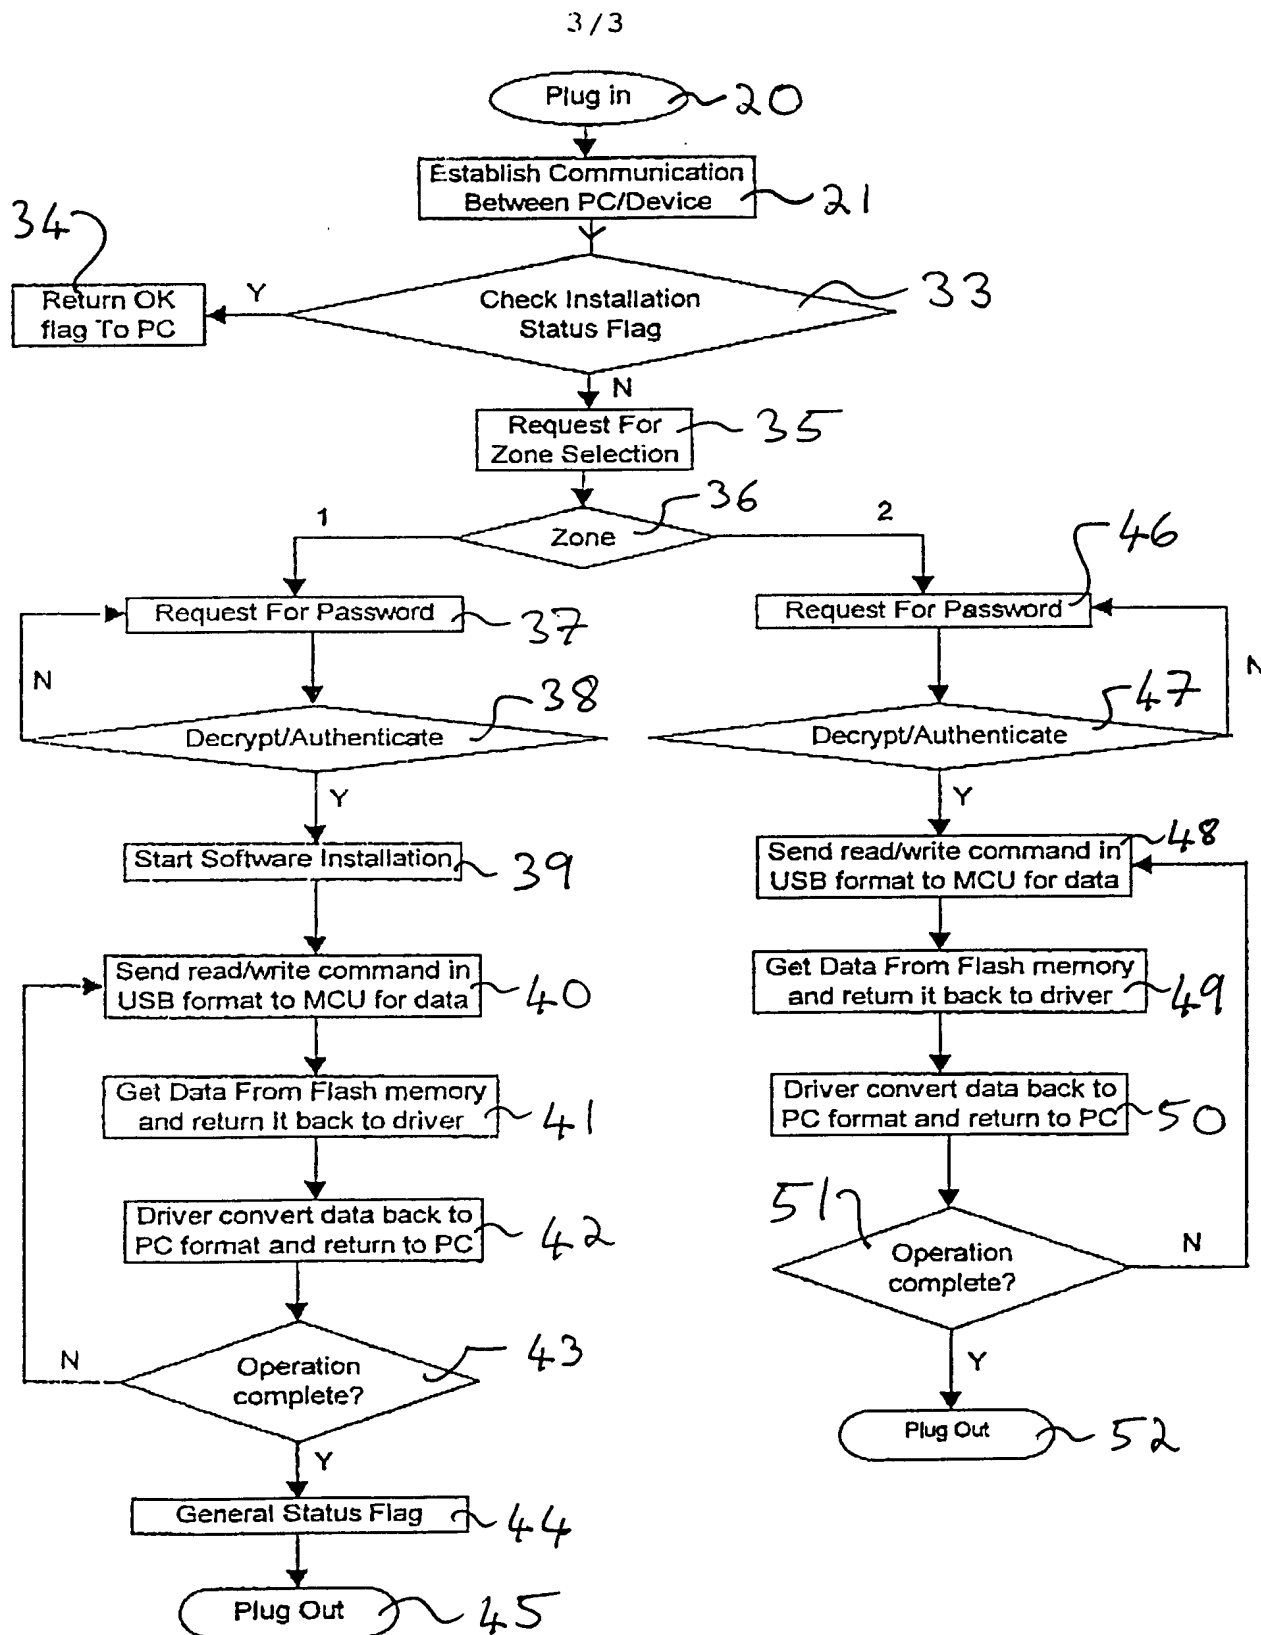 3/3
Plug in
20
Establish Communication
Between PC/Device
21
34
Return OK
flag To PC
Y
Check Installation
Status Flag
33
N
Request For
Zone Selection
35
1
Zone
36
2
Request For Password
37
N
Decrypt/Authenticate
38
Y
Start Software Installation
39
Send read/write command in
USB format to MCU for data
40
Get Data From Flash memory
and return it back to driver
41
Driver convert data back to
PC format and return to PC
42
N
Operation
complete?
43
Y
General Status Flag
44
Plug Out
45
46
Request For Password
N
Decrypt/Authenticate
47
Y
Send read/write command in
USB format to MCU for data
48
Get Data From Flash memory
and return it back to driver
49
Driver convert data back to
PC format and return to PC
50
51
Operation
complete?
N
Y
Plug Out
52